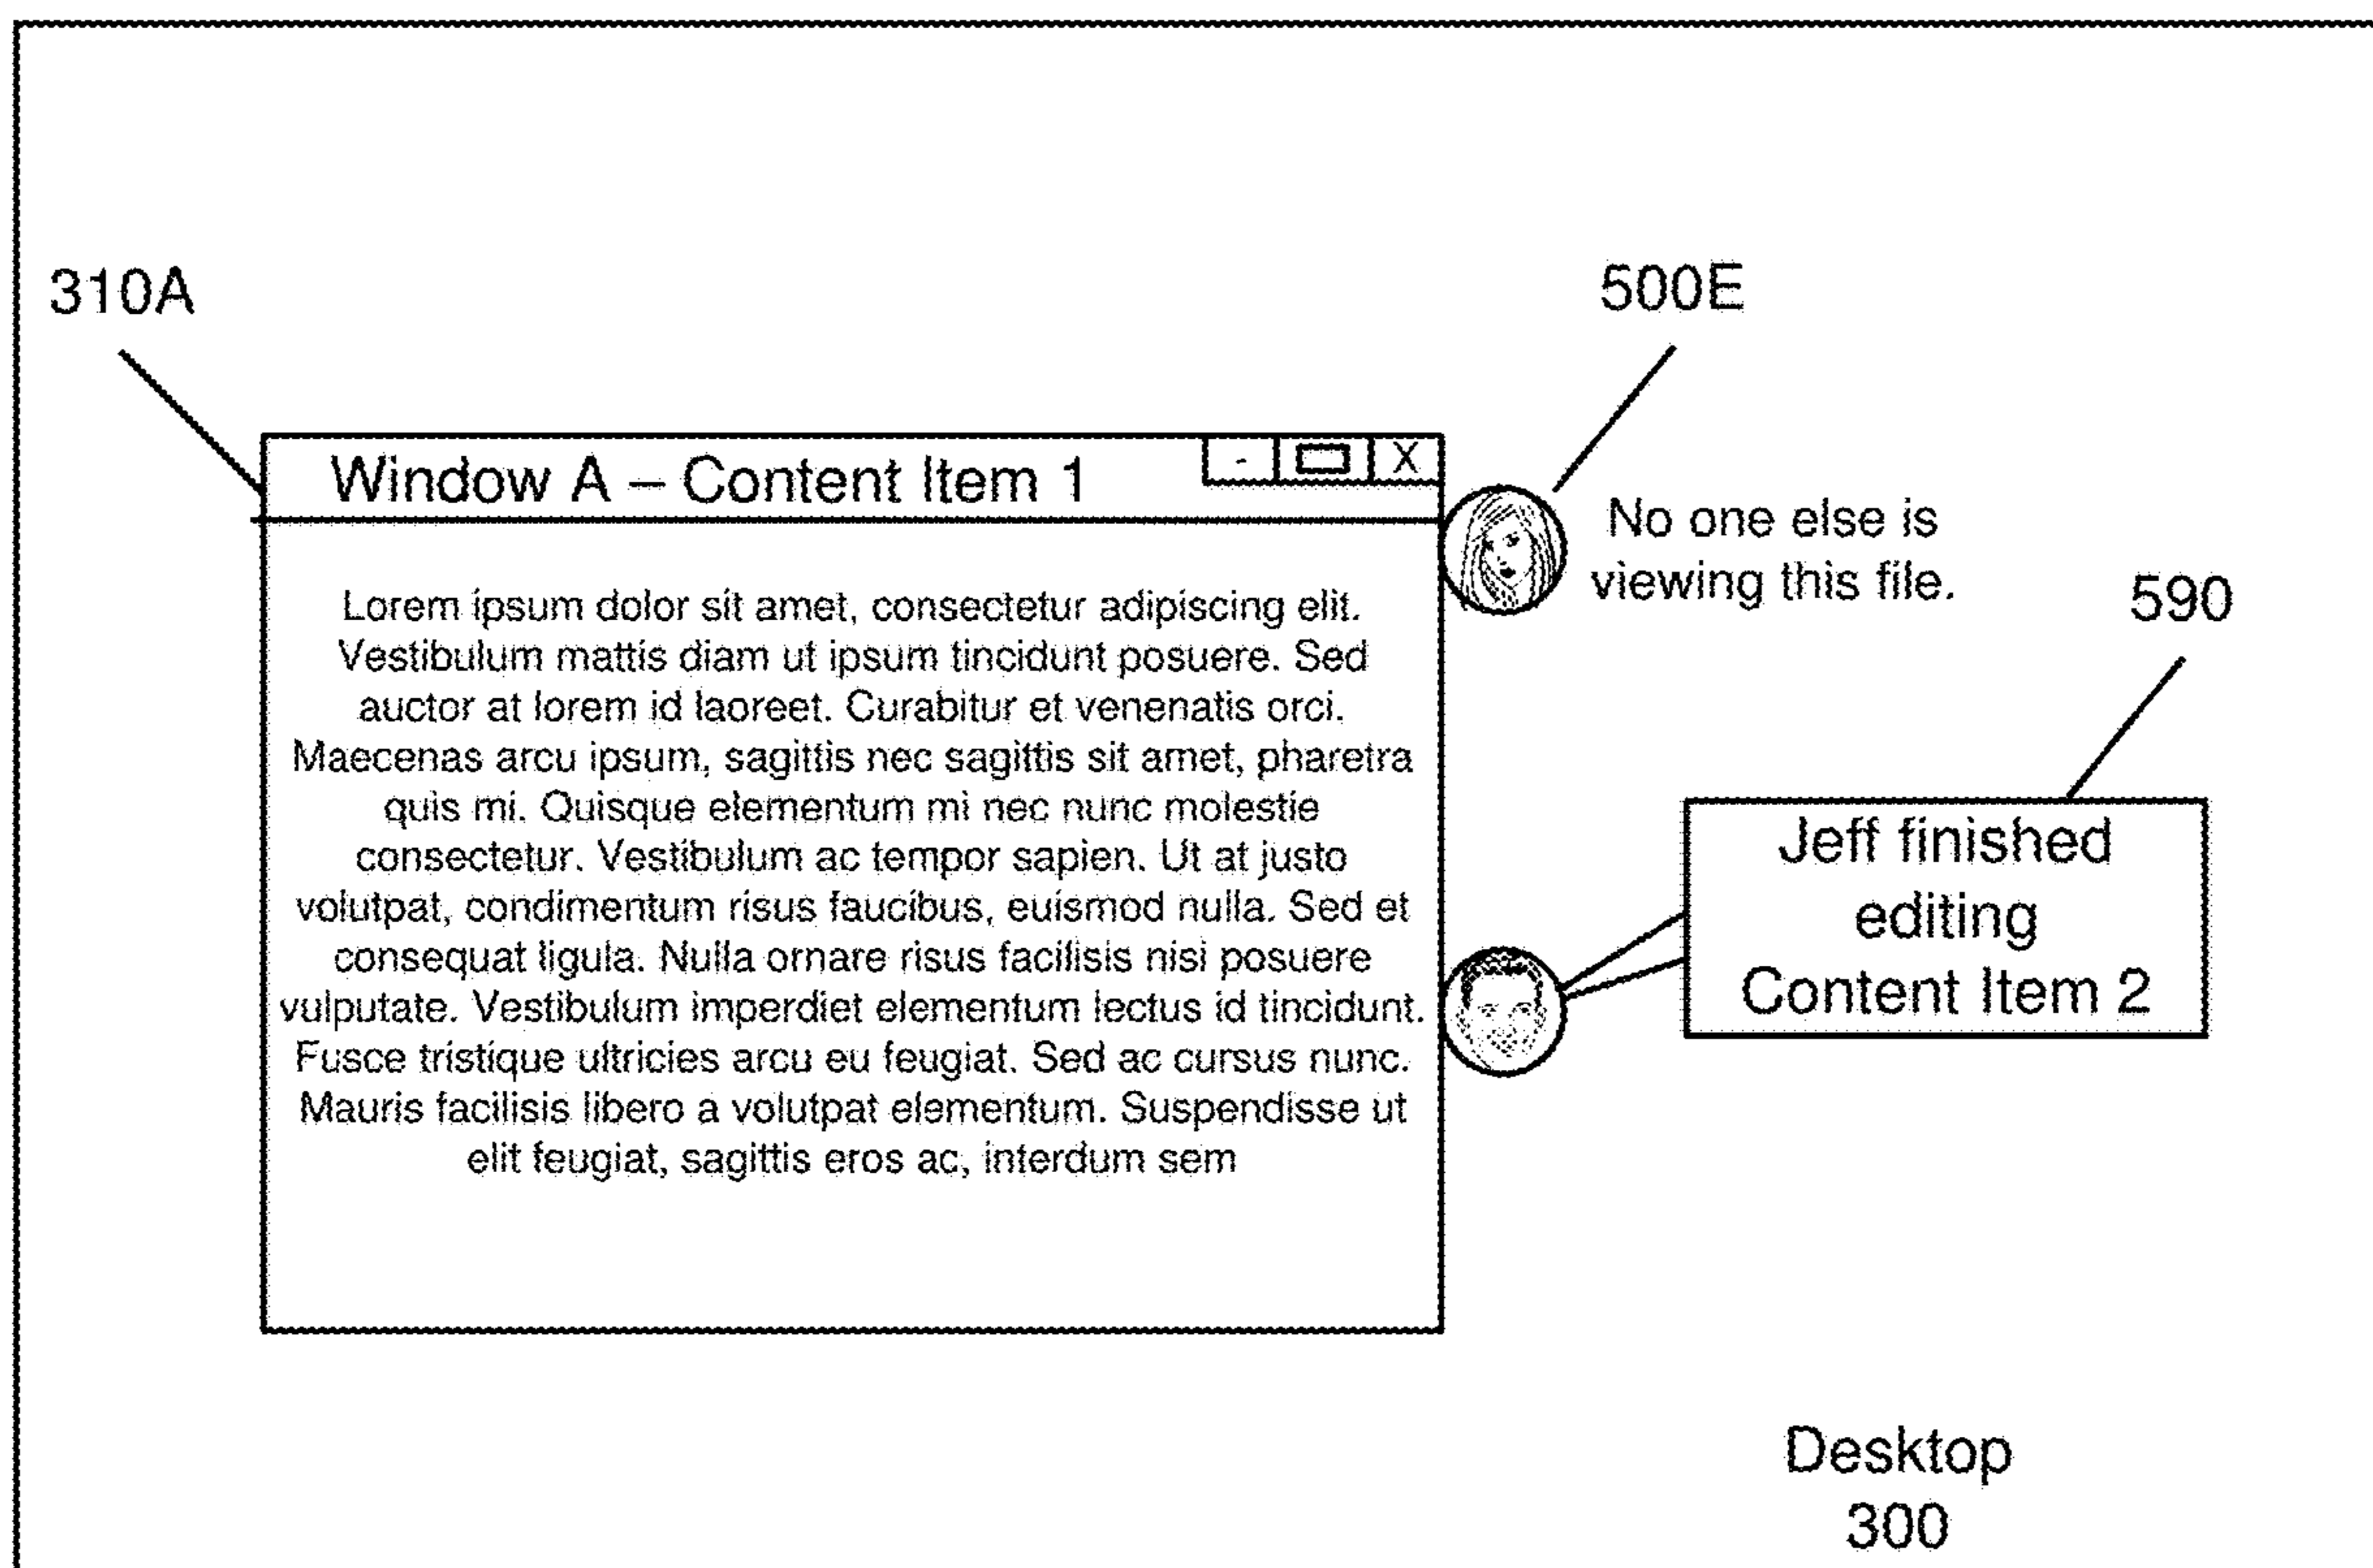 310A
500E
Window A – Content Item 1
- X
No one else is
viewing this file.
590
Lorem ipsum dolor sit amet, consectetur adipiscing elit.
Vestibulum mattis diam ut ipsum tincidunt posuere. Sed
auctor at lorem id laoreet. Curabitur et venenatis orci.
Maecenas arcu ipsum, sagittis nec sagittis sit amet, pharetra
quis mi. Quisque elementum mi nec nunc molestie
consectetur. Vestibulum ac tempor sapien. Ut at justo
volutpat, condimentum risus faucibus, euismod nulla. Sed et
consequat ligula. Nulla ornare risus facilisis nisi posuere
vulputate. Vestibulum imperdiet elementum lectus id tincidunt.
Fusce tristique ultricies arcu eu feugiat. Sed ac cursus nunc.
Mauris facilisis libero a volutpat elementum. Suspendisse ut
elit feugiat, sagittis eros ac, interdum sem
Jeff finished
editing
Content Item 2
Desktop
300